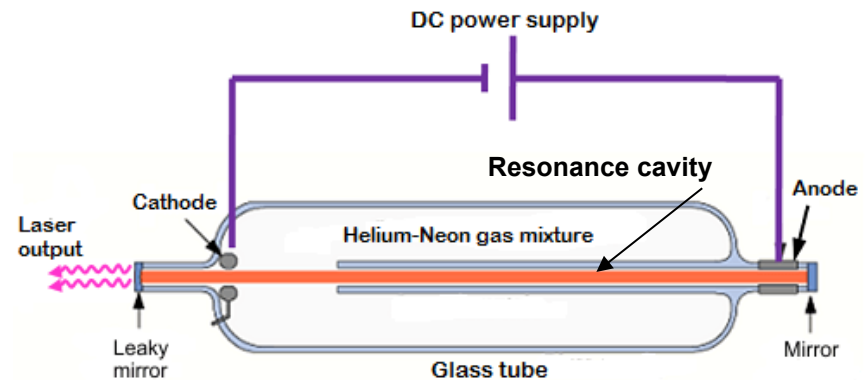 DC power supply
Resonance cavity
Anode
Cathode
Laser
output
Helium-Neon gas mixture
Leaky
mirror
Glass tube
Mirror